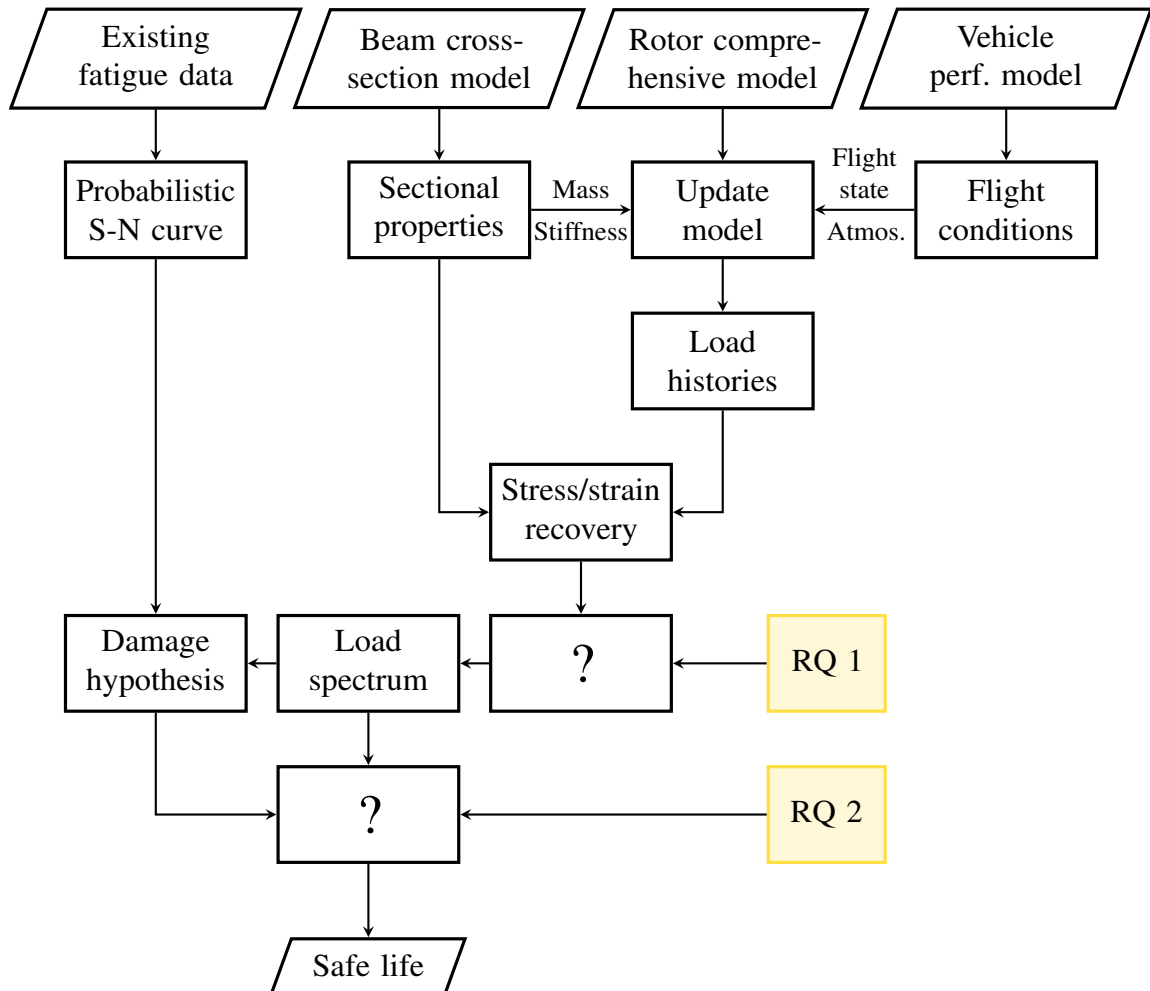 Existing
fatigue data
Beam cross-
section model
Rotor compre-
hensive model
Vehicle
perf. model
Probabilistic
S-N curve
Sectional
properties
Mass
Stiffness
Update
model
Flight
state
Atmos.
Flight
conditions
Load
histories
Stress/strain
recovery
Damage
hypothesis
Load
spectrum
?
RQ 1
?
RQ 2
Safe life